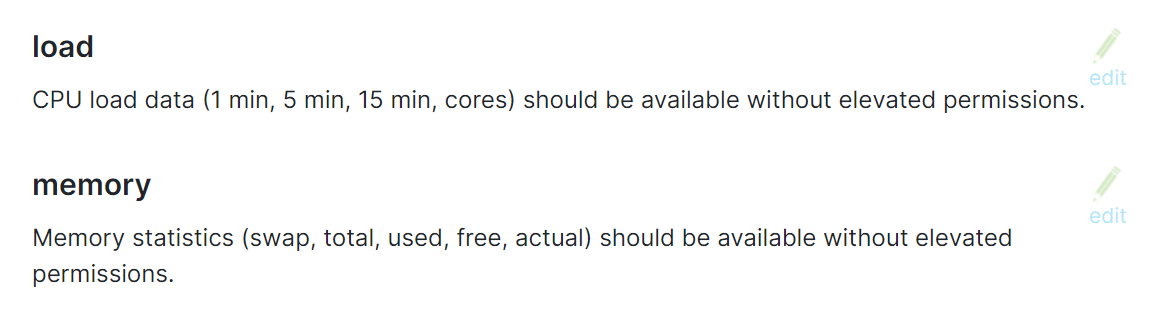 load
edit
CPU load data (1 min, 5 min, 15 min, cores) should be available without elevated permissions.
memory
edit
Memory statistics (swap, total, used, free, actual) should be available without elevated
permissions.